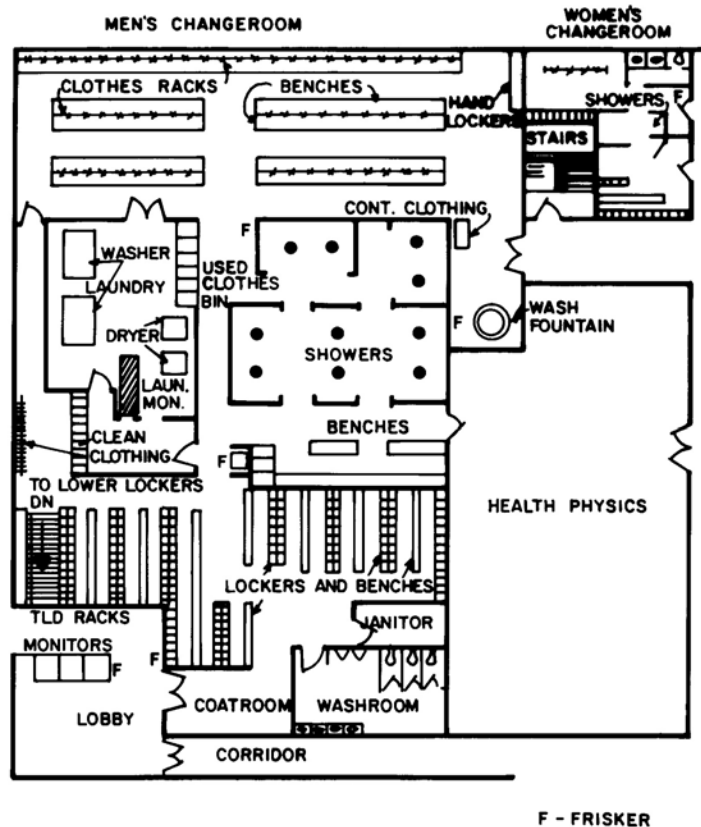 MEN'S CHANGEROOM
WOMEN'S
CHANGEROOM
CLOTHES RACKS
BENCHES
HAND
LOCKERS
F
SHOWERS
STAIRS
CONT. CLOTHING
F
WASHER
LAUNDRY
USED
CLOTHES
BIN
DRYER
F
WASH
FOUNTAIN
SHOWERS
LAUN.
MON.
CLEAN
CLOTHING
BENCHES
F
TO LOWER LOCKERS
DN
HEALTH PHYSICS
LOCKERS AND BENCHES
TLD RACKS
JANITOR
MONITORS
F
F
LOBBY
COATROOM
WASHROOM
CORRIDOR
F - FRISKER